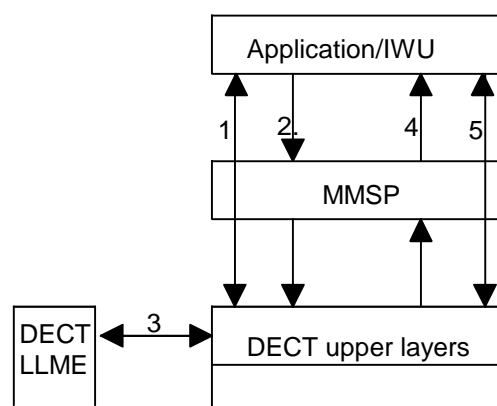 Application/IWU
1 2. 4 5
MMSP
3
DECT
LLME
DECT upper layers